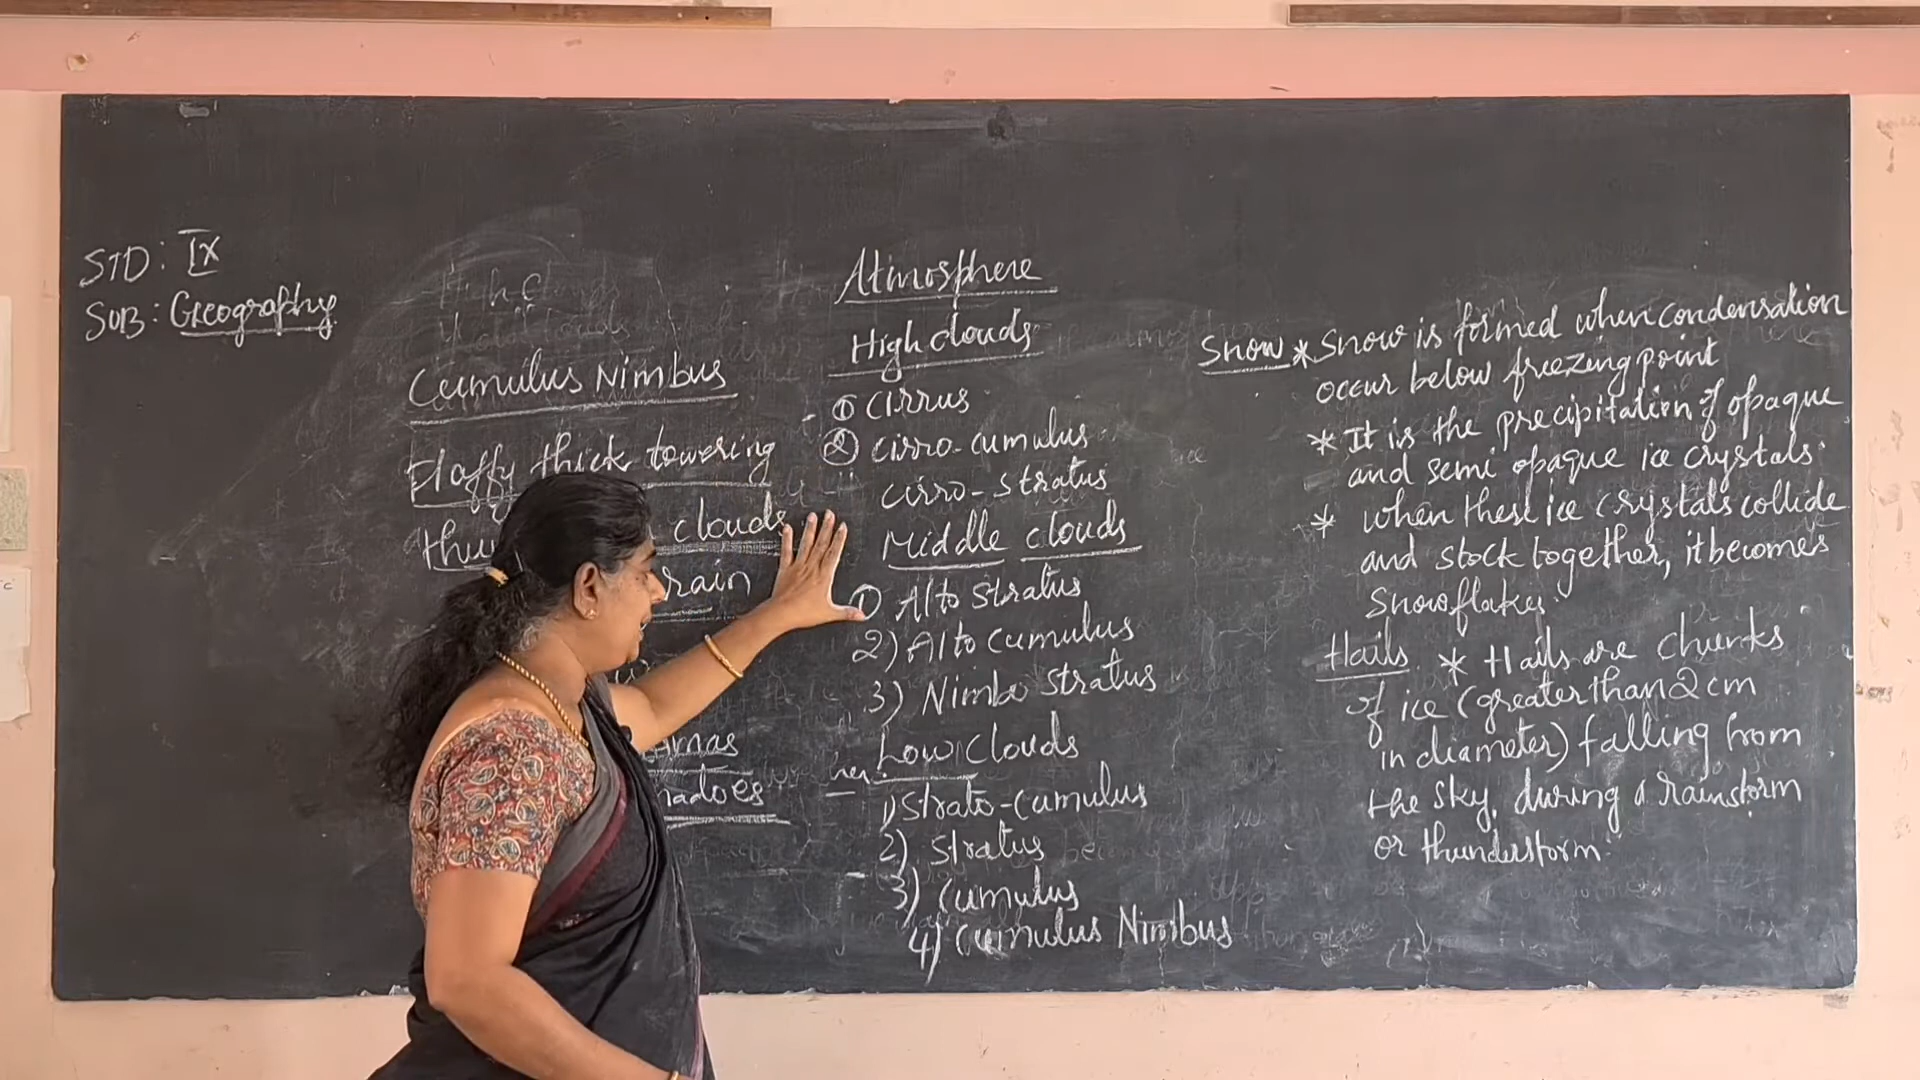 STD: IX
SUB: Geography
Cumulus Nimbus
Fluffy thick towering
clouds
rain
Atmosphere
High clouds
① Cirrus
② cirro-cumulus
cirro-stratus
Middle clouds
① Alto stratus
2) Alto cumulus
3) Nimbo stratus
Low Clouds
1) Strato-cumulus
2) Stratus
3) Cumulus
4) Cumulus Nimbus
Snow * Snow is formed when condensation
occur below freezing point
* It is the precipitation of opaque
and semi opaque ice crystals.
* when these ice crystals collide
and stock together, it becomes
Snowflakes.
Hails * Hails are chunks
of ice (greater than 2 cm
in diameter) falling from
the sky, during a rainstorm
or thunderstorm.